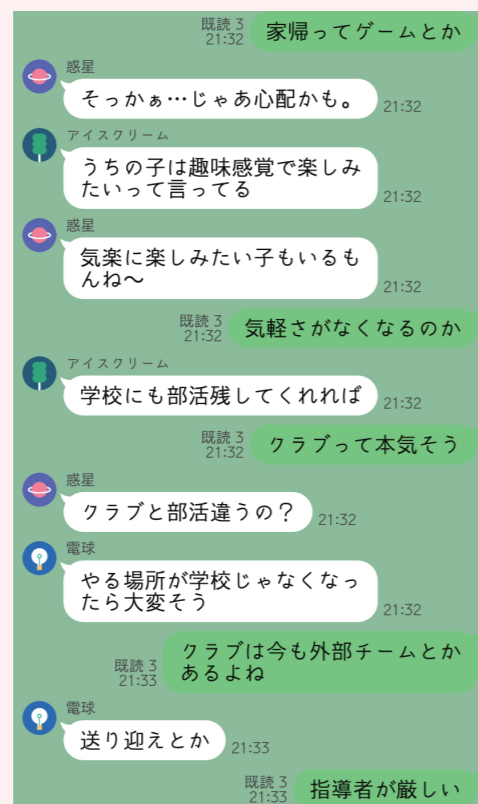 既読 3
21:32
家帰ってゲームとか
惑星
そっかぁ…じゃあ心配かも。
21:32
アイスクリーム
うちの子は趣味感覚で楽しみ
たいって言ってる
21:32
惑星
気楽に楽しみたい子もいるも
んね〜
21:32
既読 3
21:32
気軽さがなくなるのか
アイスクリーム
学校にも部活残してくれれば
21:32
既読 3
21:32
クラブって本気そう
惑星
クラブと部活違うの？
21:32
電球
やる場所が学校じゃなくなっ
たら大変そう
21:32
クラブは今も外部チームとか
あるよね
既読 3
21:33
電球
送り迎えとか
21:33
既読 3
21:33
指導者が厳しい